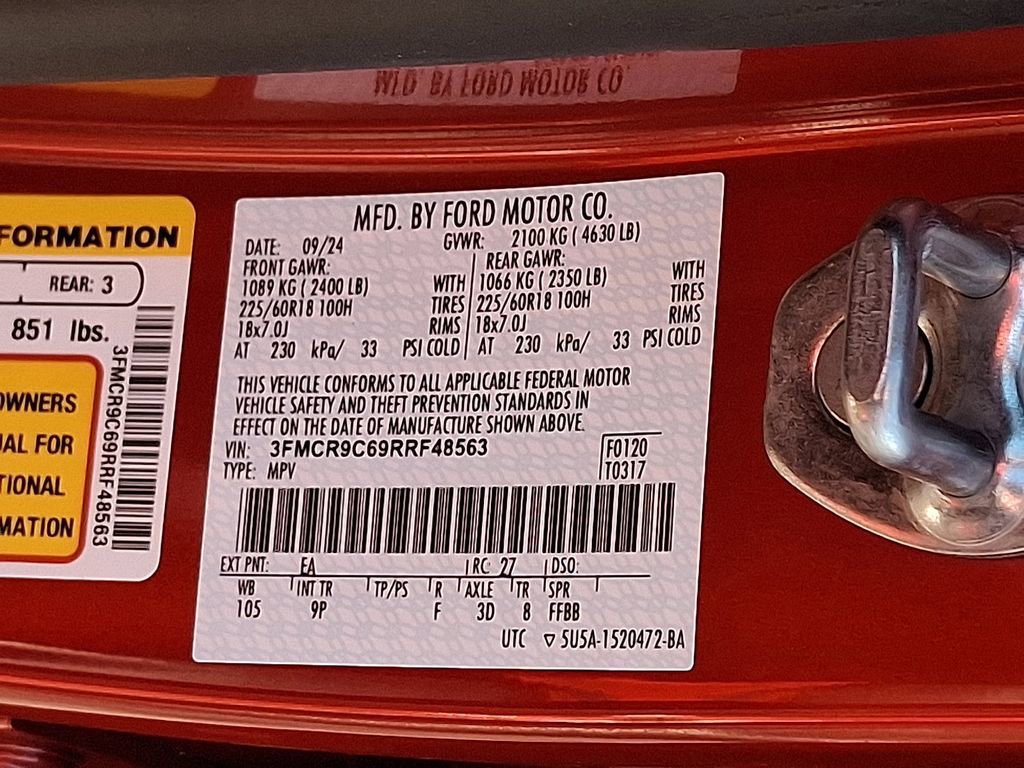 MFD. BY FORD MOTOR CO.
FORMATION
REAR: 3
851 lbs.
OWNERS
UAL FOR
TIONAL
MATION
3FMCR9C69RRF48563
MFD. BY FORD MOTOR CO.
DATE: 09/24 GVWR: 2100 KG ( 4630 LB)
FRONT GAWR: REAR GAWR:
1089 KG ( 2400 LB) WITH 1066 KG ( 2350 LB) WITH
225/60R18 100H TIRES 225/60R18 100H TIRES
18x7.0J RIMS 18x7.0J RIMS
AT 230 kPa/ 33 PSI COLD AT 230 kPa/ 33 PSI COLD
THIS VEHICLE CONFORMS TO ALL APPLICABLE FEDERAL MOTOR
VEHICLE SAFETY AND THEFT PREVENTION STANDARDS IN
EFFECT ON THE DATE OF MANUFACTURE SHOWN ABOVE.
VIN: 3FMCR9C69RRF48563 F0120
TYPE: MPV T0317
EXT PNT: EA RC: 27 DSO:
WB INT TR TP/PS R AXLE TR SPR
105 9P F 3D 8 FFBB
UTC ▽ 5U5A-1520472-BA